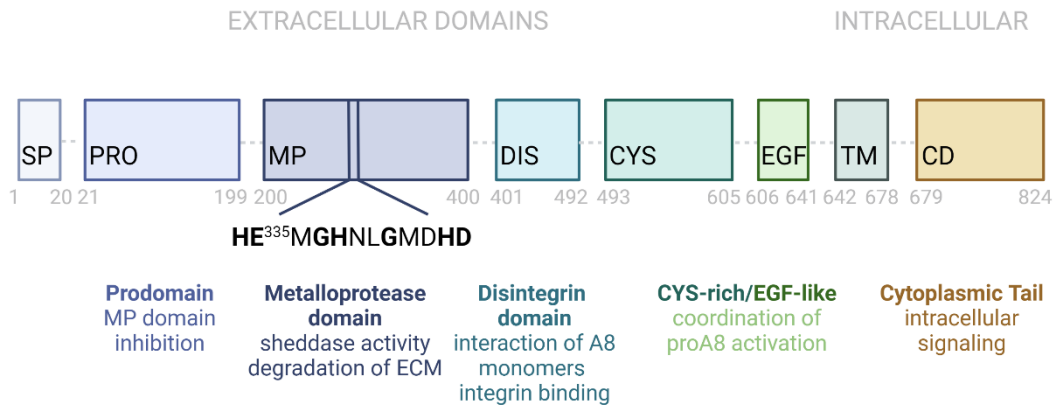 EXTRACELLULAR DOMAINS INTRACELLULAR
SP PRO MP DIS CYS EGF TM CD
1 20 21 199 200 400 401 492 493 605 606 641 642 678 679 824
HE³³⁵MGHNLGMDHD
Prodomain
MP domain
inhibition
Metalloprotease
domain
sheddase activity
degradation of ECM
Disintegrin
domain
interaction of A8
monomers
integrin binding
CYS-rich/EGF-like
coordination of
proA8 activation
Cytoplasmic Tail
intracellular
signaling